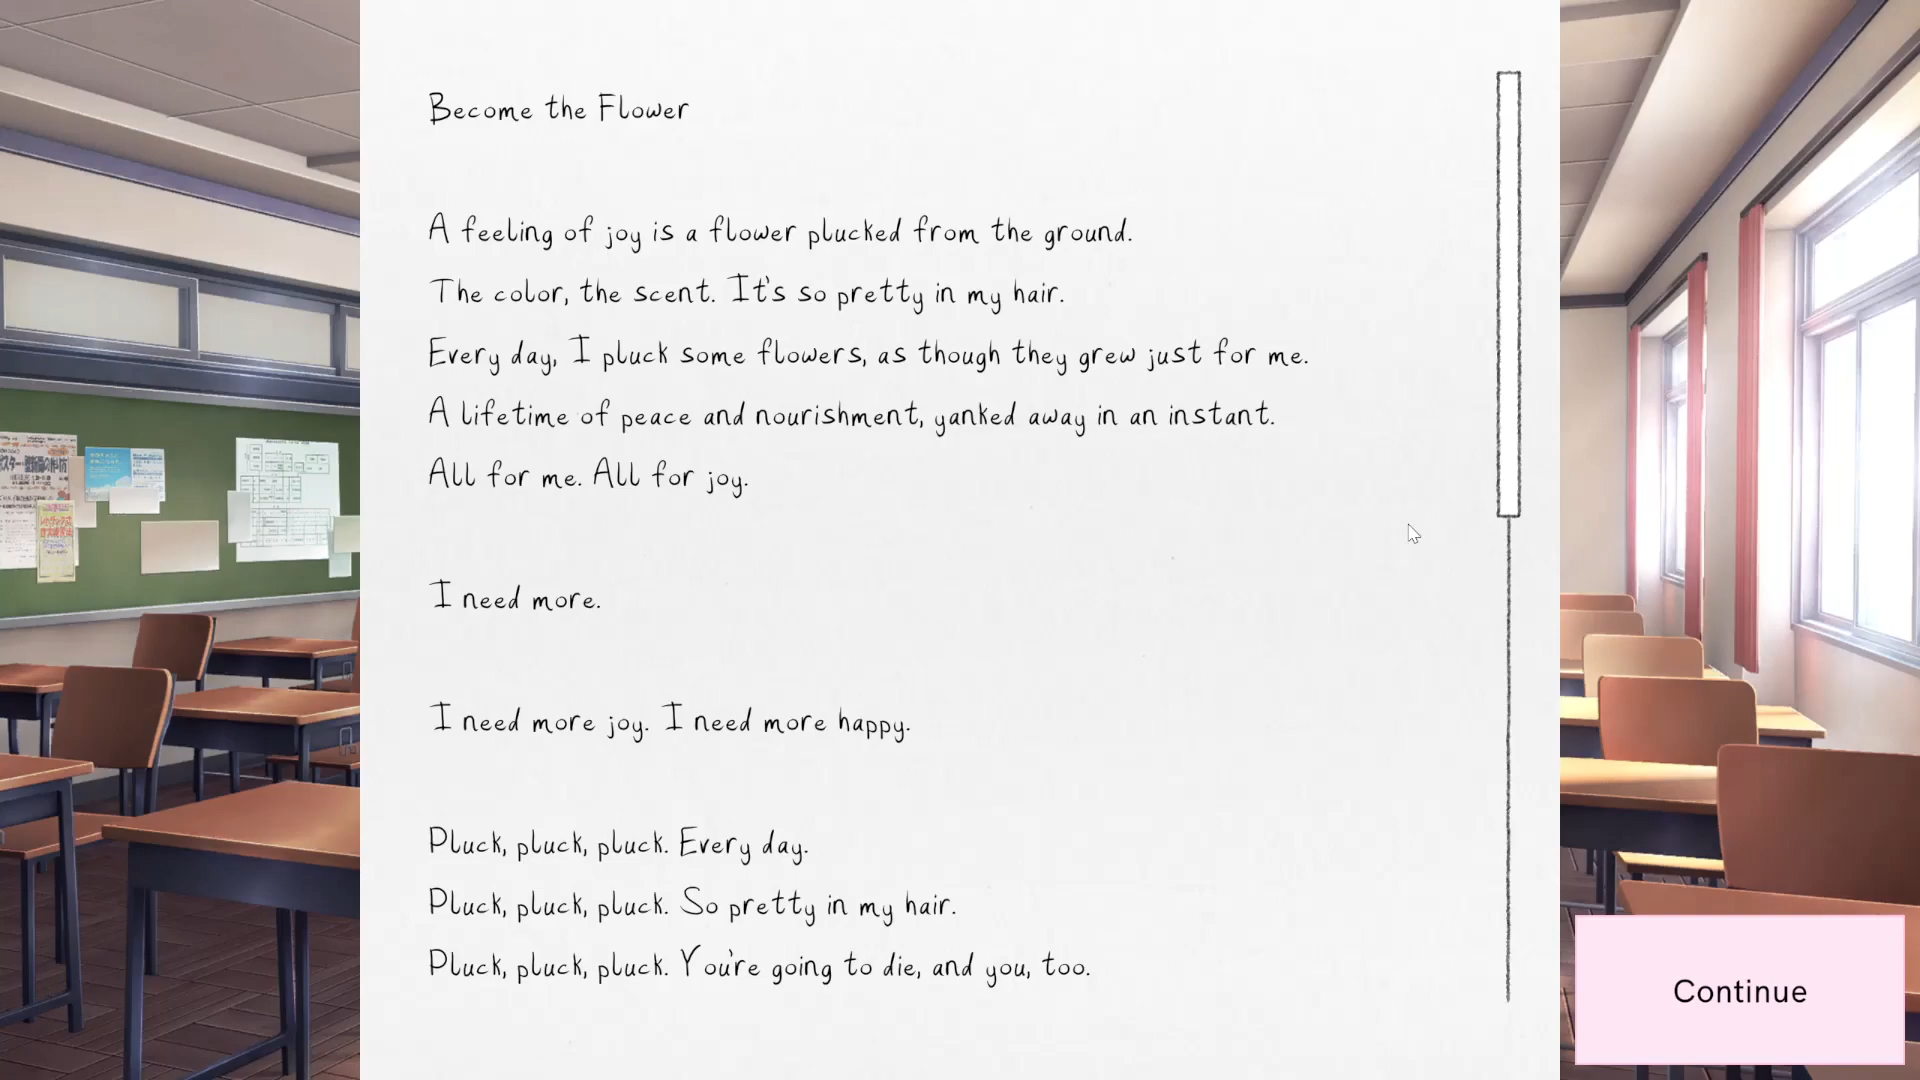 Become the Flower
A feeling of joy is a flower plucked from the ground.
The color, the scent. It's so pretty in my hair.
Every day, I pluck some flowers, as though they grew just for me.
A lifetime of peace and nourishment, yanked away in an instant.
All for me. All for joy.
I need more.
I need more joy. I need more happy.
Pluck, pluck, pluck. Every day.
Pluck, pluck, pluck. So pretty in my hair.
Pluck, pluck, pluck. You're going to die, and you, too.
Continue